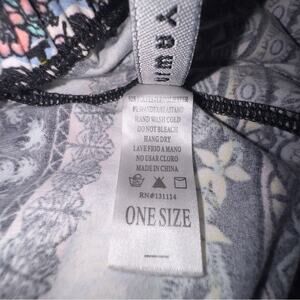 HAND WASH COLD
DO NOT BLEACH
HANG DRY
LAVE FRIO A MANO
NO USAR CLORO
MADE IN CHINA
RN#131114
ONE SIZE